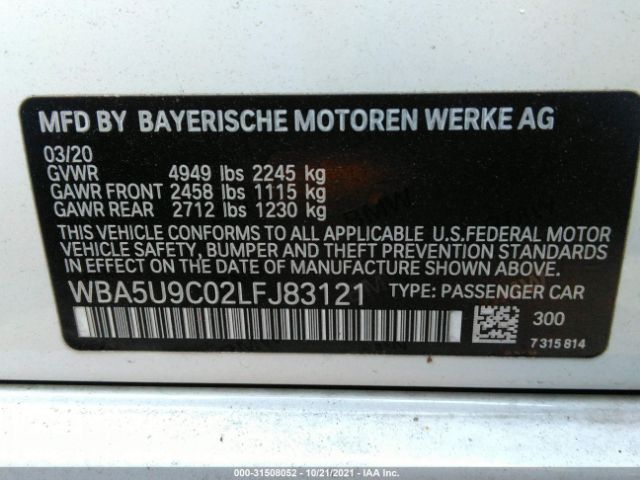 MFD BY BAYERISCHE MOTOREN WERKE AG
03/20
GVWR 4949 lbs 2245 kg
GAWR FRONT 2458 lbs 1115 kg
GAWR REAR 2712 lbs 1230 kg
THIS VEHICLE CONFORMS TO ALL APPLICABLE U.S.FEDERAL MOTOR
VEHICLE SAFETY, BUMPER AND THEFT PREVENTION STANDARDS
IN EFFECT ON THE DATE OF MANUFACTURE SHOWN ABOVE.
WBA5U9C02LFJ83121 TYPE: PASSENGER CAR
300
7 315 814
000-31508052 - 10/21/2021 - IAA Inc.